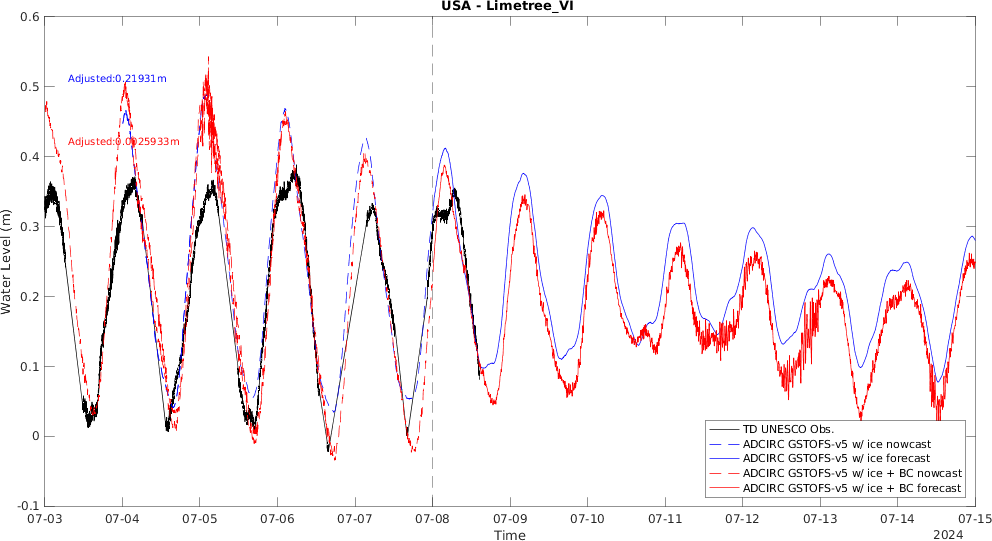 USA - Limetree_VI
0.6
0.5
0.4
0.3
0.2
0.1
0
-0.1
Water Level (m)
Adjusted:0.21931m
Adjusted:0.0025933m
TD UNESCO Obs.
ADCIRC GSTOFS-v5 w/ ice nowcast
ADCIRC GSTOFS-v5 w/ ice forecast
ADCIRC GSTOFS-v5 w/ ice + BC nowcast
ADCIRC GSTOFS-v5 w/ ice + BC forecast
07-03 07-04 07-05 07-06 07-07 07-08 07-09 07-10 07-11 07-12 07-13 07-14 07-15
Time
2024